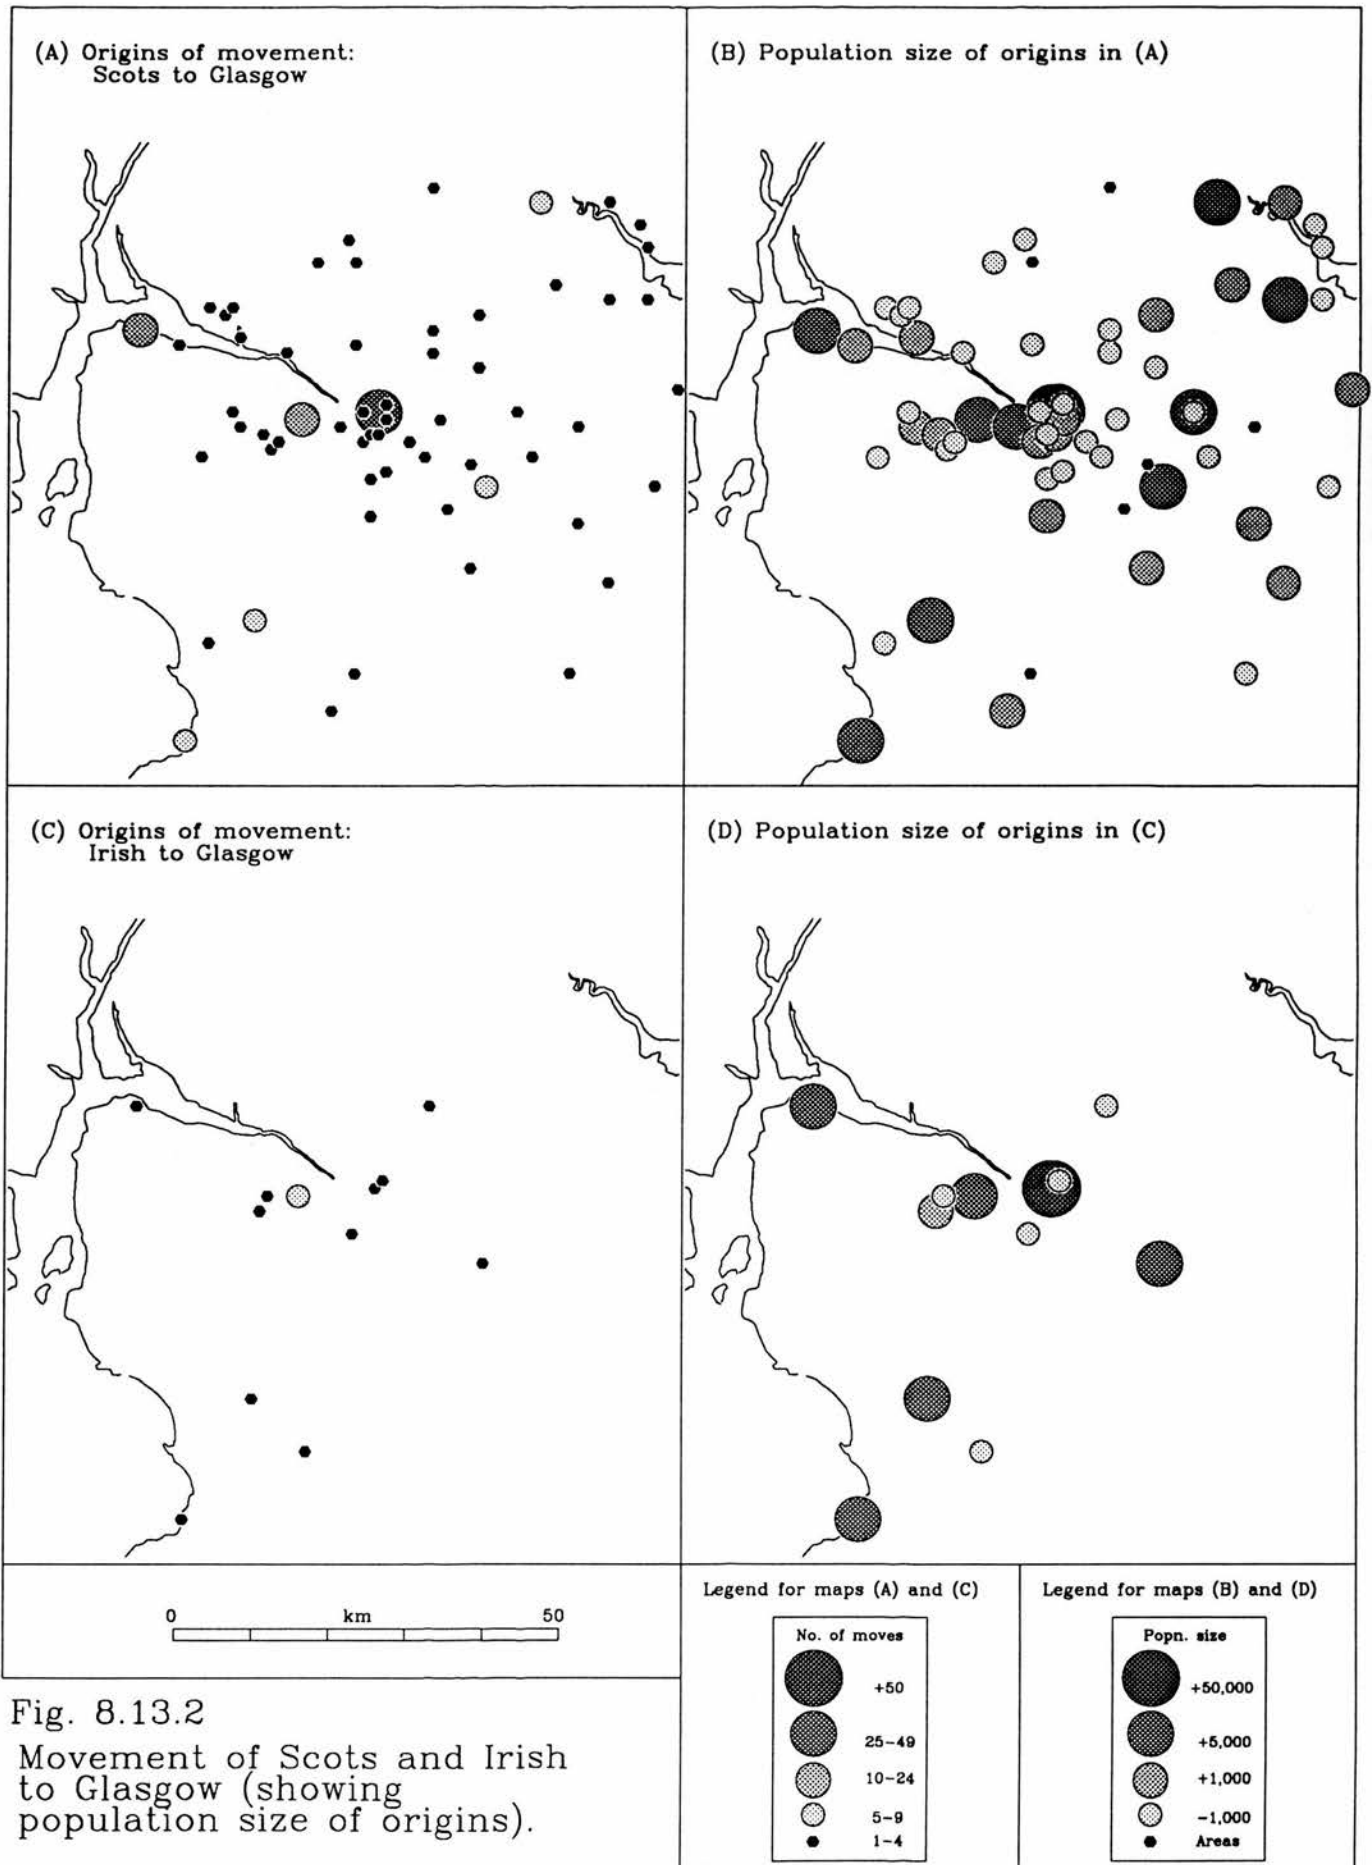 (A) Origins of movement:
Scots to Glasgow
(B) Population size of origins in (A)
(C) Origins of movement:
Irish to Glasgow
(D) Population size of origins in (C)
0 km 50
Legend for maps (A) and (C)
No. of moves
+50
25-49
10-24
5-9
1-4
Legend for maps (B) and (D)
Popn. size
+50,000
+5,000
+1,000
-1,000
Areas
Fig. 8.13.2
Movement of Scots and Irish
to Glasgow (showing
population size of origins).